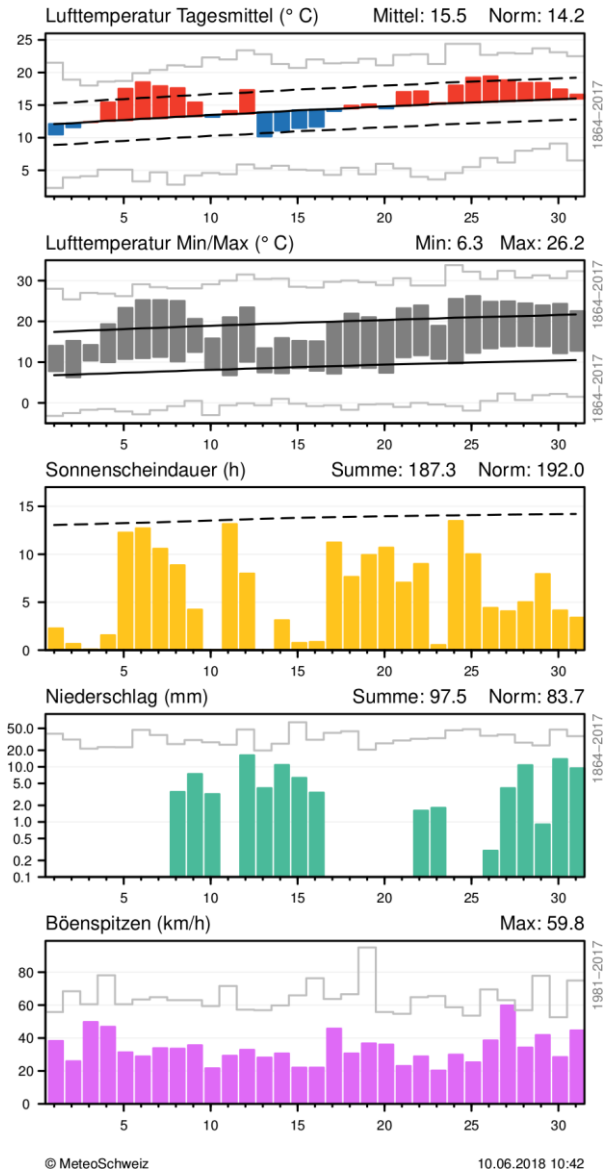 Lufttemperatur Tagesmittel (° C) Mittel: 15.5 Norm: 14.2
25
20
15
10
5
5 10 15 20 25 30
1864–2017
Lufttemperatur Min/Max (° C) Min: 6.3 Max: 26.2
30
20
10
0
5 10 15 20 25 30
1864–2017
1864–2017
Sonnenscheindauer (h) Summe: 187.3 Norm: 192.0
15
10
5
0
5 10 15 20 25 30
Niederschlag (mm) Summe: 97.5 Norm: 83.7
50.0
20.0
10.0
5.0
2.0
1.0
0.5
0.2
0.1
5 10 15 20 25 30
1864–2017
Böenspitzen (km/h) Max: 59.8
80
60
40
20
0
5 10 15 20 25 30
1981–2017
© MeteoSchweiz 10.06.2018 10:42